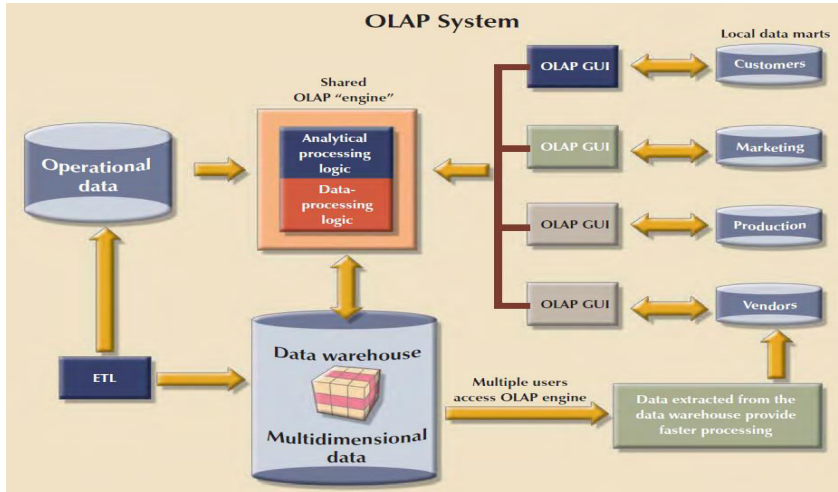 OLAP System
Local data marts
Shared
OLAP “engine”
OLAP GUI
Customers
Analytical
processing
logic
Data-
processing
logic
Operational
data
OLAP GUI
Marketing
OLAP GUI
Production
OLAP GUI
Vendors
ETL
Data warehouse
Multidimensional
data
Multiple users
access OLAP engine
Data extracted from the
data warehouse provide
faster processing